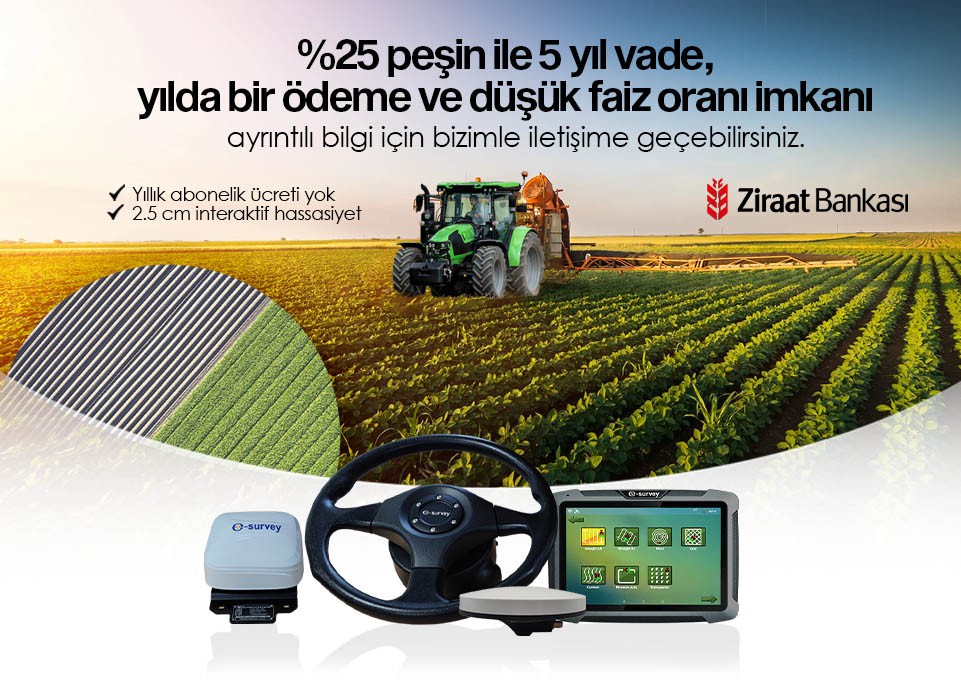 %25 peşin ile 5 yıl vade,
yılda bir ödeme ve düşük faiz oranı imkanı
ayrıntılı bilgi için bizimle iletişime geçebilirsiniz.
✓ Yıllık abonelik ücreti yok
✓ 2.5 cm interaktif hassasiyet
Ziraat Bankası
e-survey
e-survey
e-survey